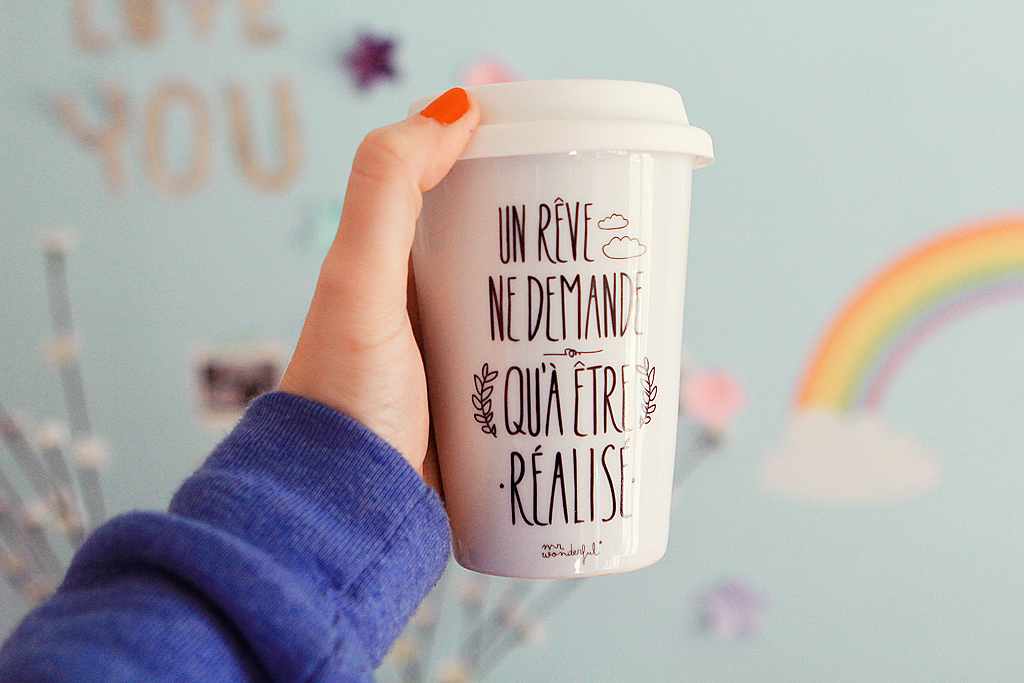 LOVE
YOU
UN RÊVE
NE DEMANDE
QU'À ÊTRE
·RÉALISÉ·
mr.
wonderful*